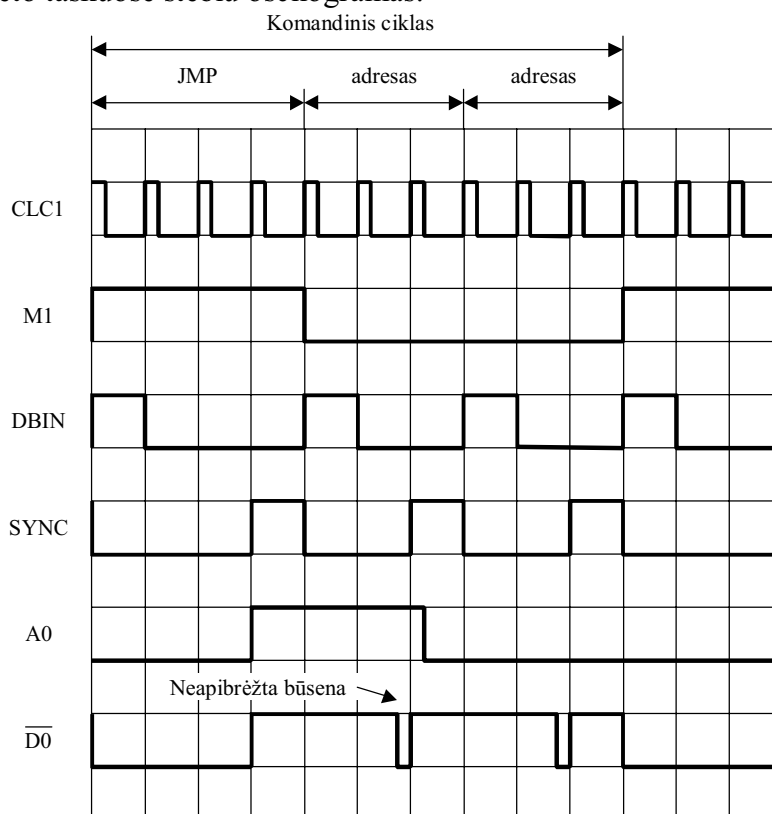 Komandinis ciklas
JMP adresas adresas
CLC1
M1
DBIN
SYNC
A0
Neapibrėžta būsena
D0